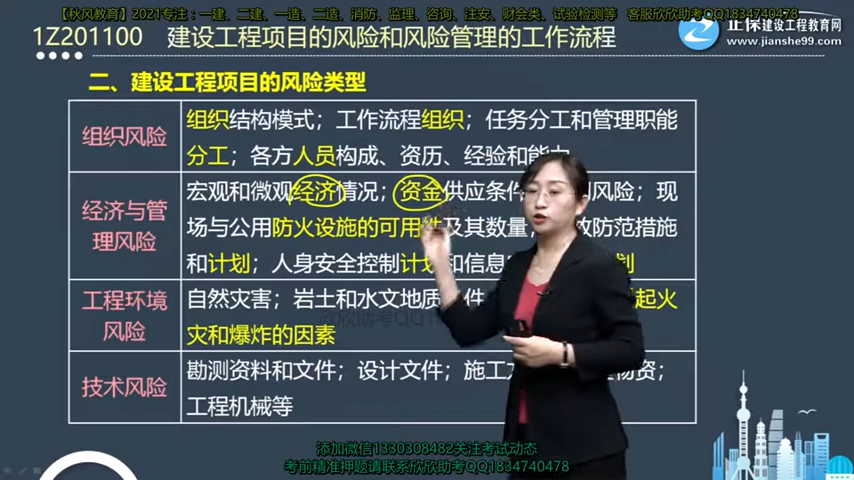 【秋风教育】2021专注：一建、二建、一造、二造、消防、监理、咨询、注安、财会类、试验检测等 客服欣欣助考QQ1834740478
1Z201100 建设工程项目的风险和风险管理的工作流程
正保建设工程教育网
www.jianshe99.com
二、建设工程项目的风险类型
组织风险
组织结构模式；工作流程组织；任务分工和管理职能
分工；各方人员构成、资历、经验和能力
经济与管
理风险
宏观和微观经济情况；资金供应条件 风险；现
场与公用防火设施的可用性及其数量； 防范措施
和计划；人身安全控制计划和信息 划
工程环境
风险
自然灾害；岩土和水文地质 件 起火
灾和爆炸的因素
技术风险
勘测资料和文件；设计文件；施工 物资；
工程机械等
添加微信1330308482关注考试动态
考前精准押题请联系欣欣助考QQ1834740478